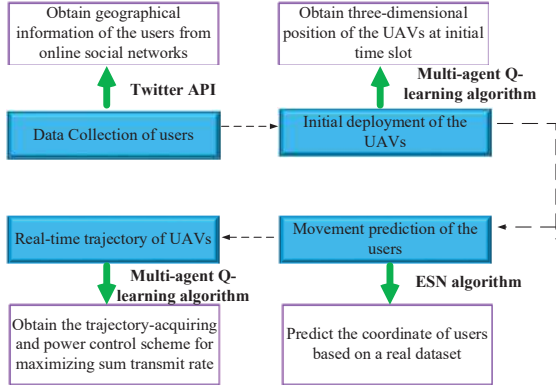 Obtain geographical
information of the users from
online social networks
Obtain three-dimensional
position of the UAVs at initial
time slot
Twitter API
Multi-agent Q-
learning algorithm
Data Collection of users
Initial deployment of the
UAVs
Real-time trajectory of UAVs
Movement prediction of the
users
Multi-agent Q-
learning algorithm
ESN algorithm
Obtain the trajectory-acquiring
and power control scheme for
maximizing sum transmit rate
Predict the coordinate of users
based on a real dataset